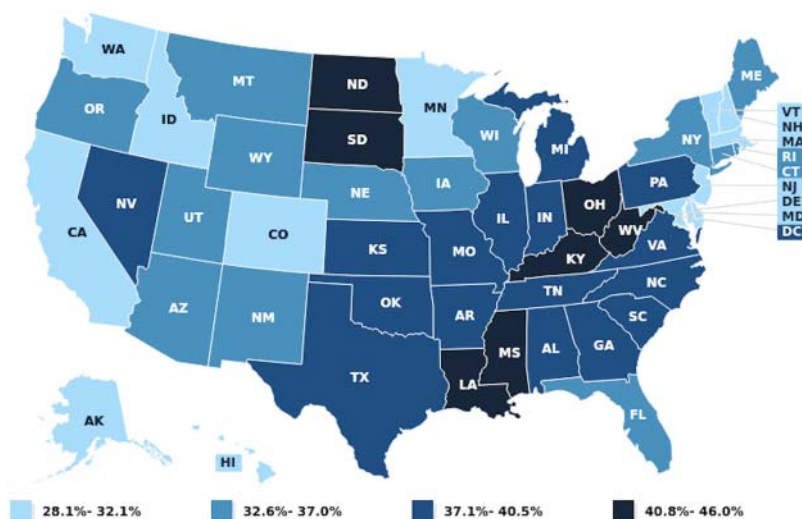 WA
MT
ND
MN
ME
OR
ID
SD
WI
MI
NY
VT
NH
MA
RI
CT
WY
IA
PA
NJ
NE
DE
NV
UT
IL
IN
OH
MD
CA
CO
WV
DC
KS
MO
KY
VA
TN
NC
AZ
NM
OK
AR
SC
MS
AL
GA
TX
LA
AK
FL
HI
28.1%- 32.1%
32.6%- 37.0%
37.1%- 40.5%
40.8%- 46.0%